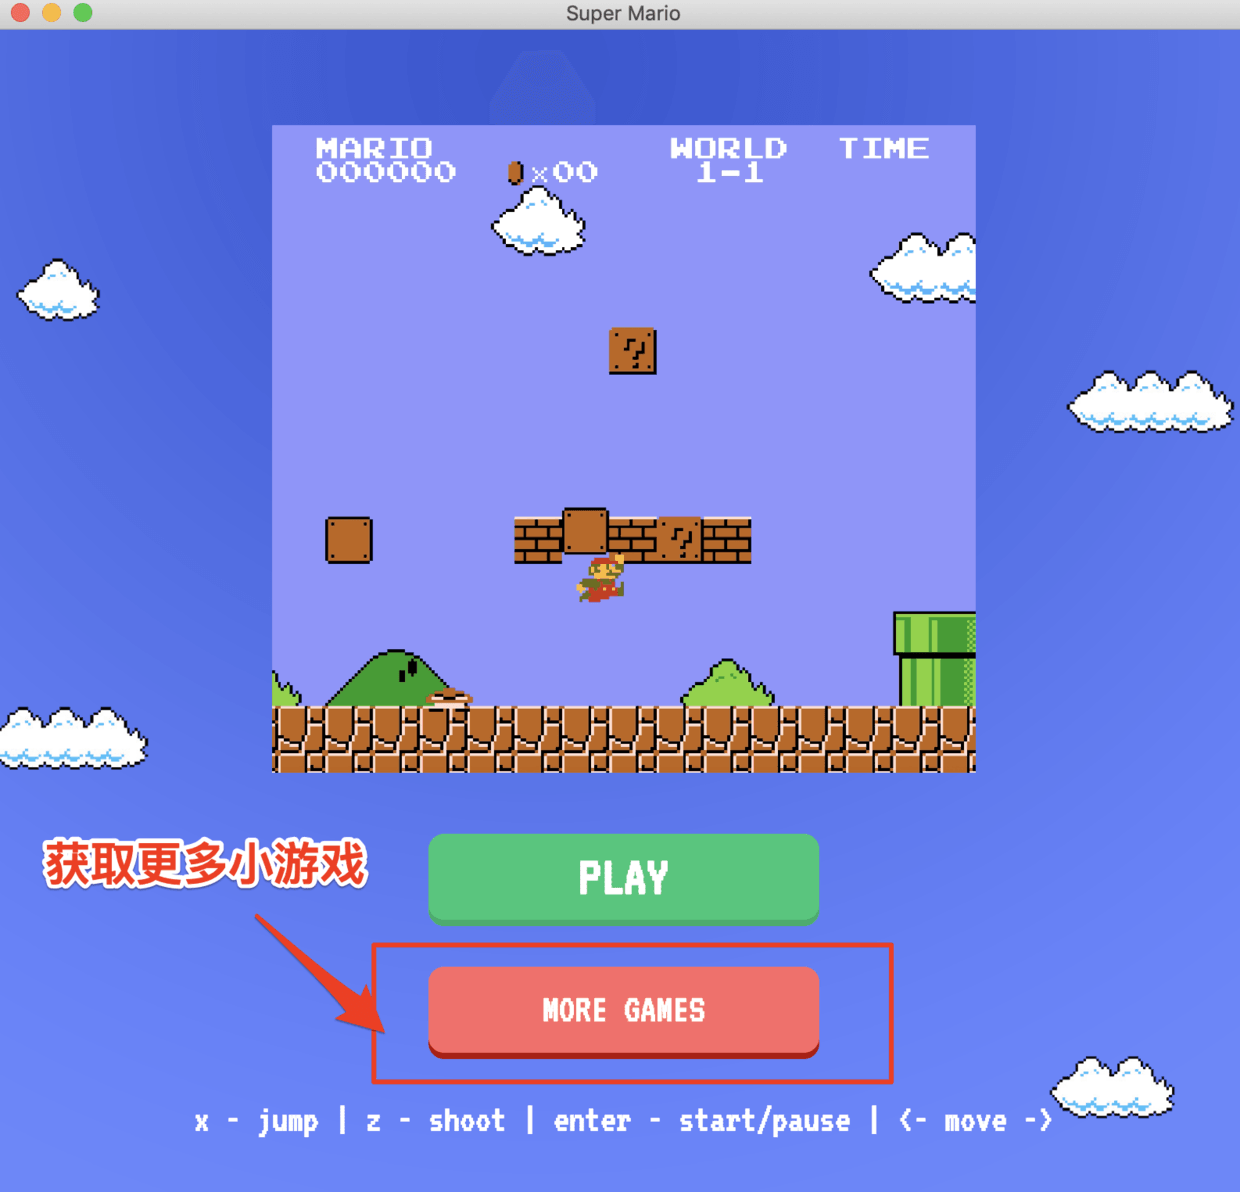 Super Mario
MARIO WORLD TIME
000000 x00 1-1
获取更多小游戏
PLAY
MORE GAMES
x - jump | z - shoot | enter - start/pause | <- move ->